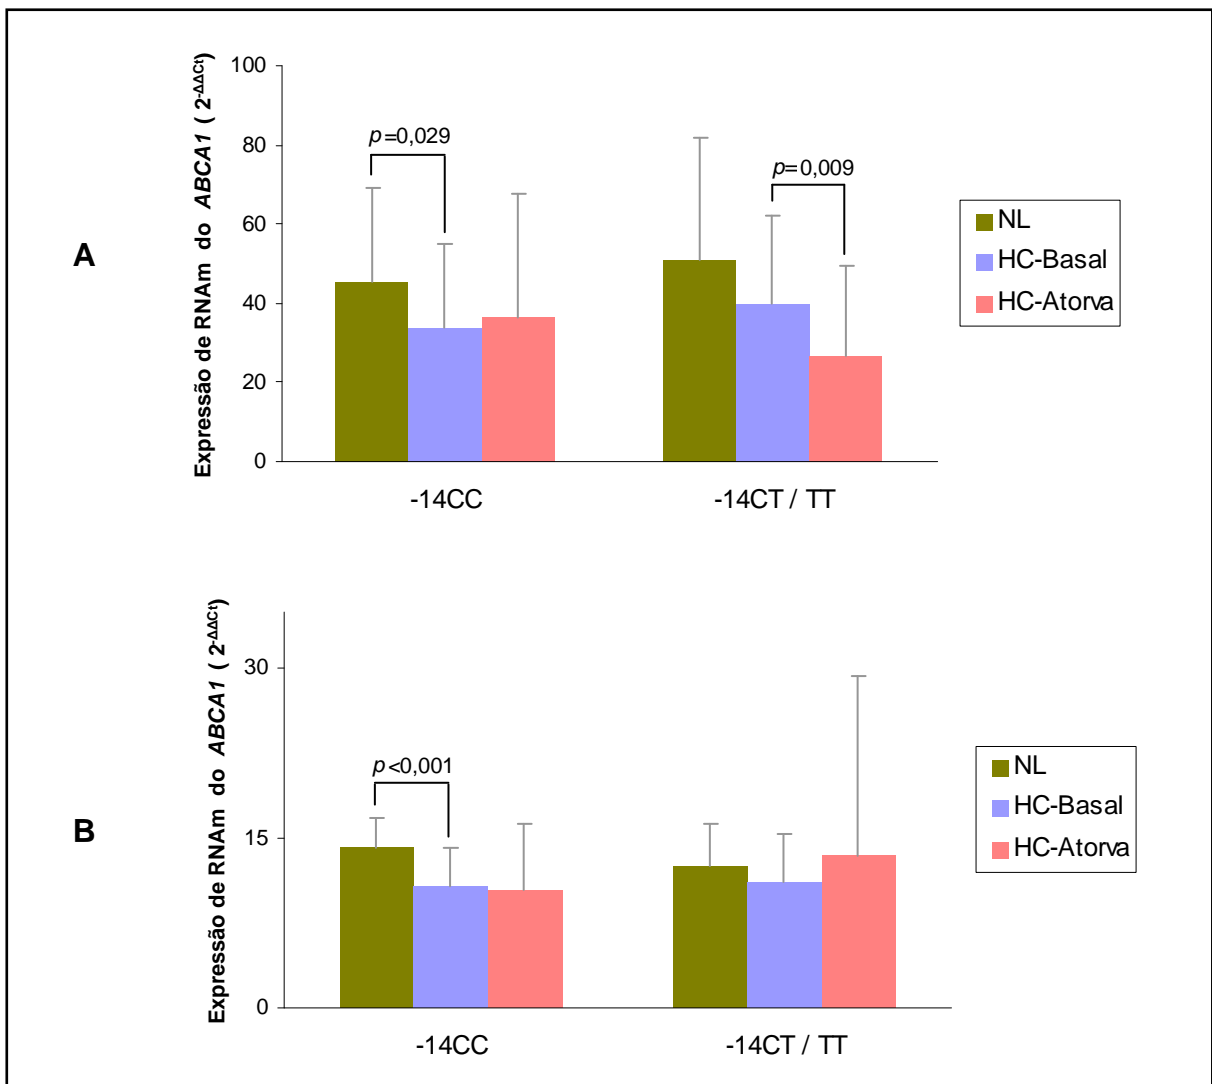 A
Expressão de RNAm do ABCA1 ( 2-ΔΔCt)
100
80
60
40
20
0
p=0,029
p=0,009
-14CC
-14CT / TT
NL
HC-Basal
HC-Atorva
B
Expressão de RNAm do ABCA1 ( 2-ΔΔCt)
30
15
0
p<0,001
-14CC
-14CT / TT
NL
HC-Basal
HC-Atorva